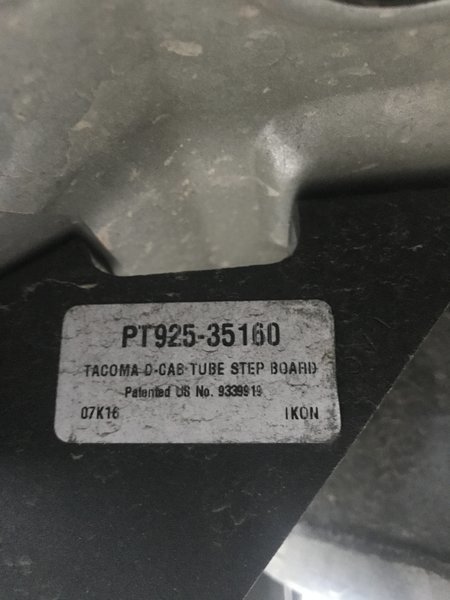 PT925-35160
TACOMA D-CAB TUBE STEP BOARD
Patented US No. 9339919
07K16 IKON